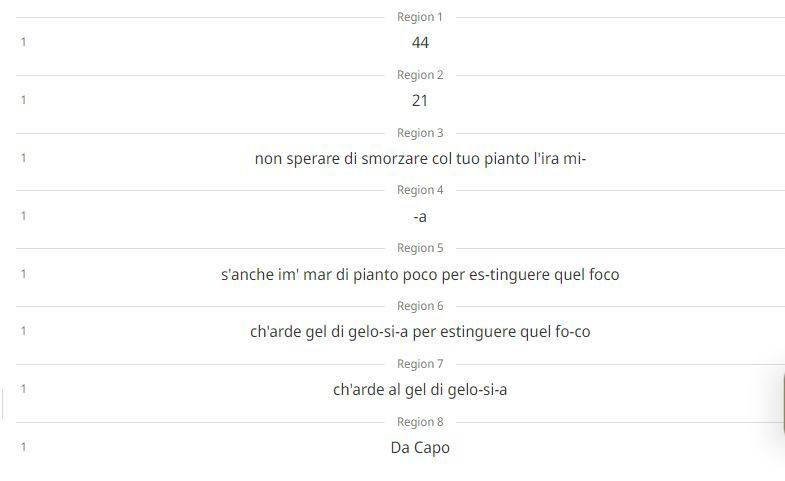 Region 1
1 44
Region 2
1 21
Region 3
1 non sperare di smorzare col tuo pianto l'ira mi-
Region 4
1 -a
Region 5
1 s'anche im' mar di pianto poco per es-tinguere quel foco
Region 6
1 ch'arde gel di gelo-si-a per estinguere quel fo-co
Region 7
1 ch'arde al gel di gelo-si-a
Region 8
1 Da Capo